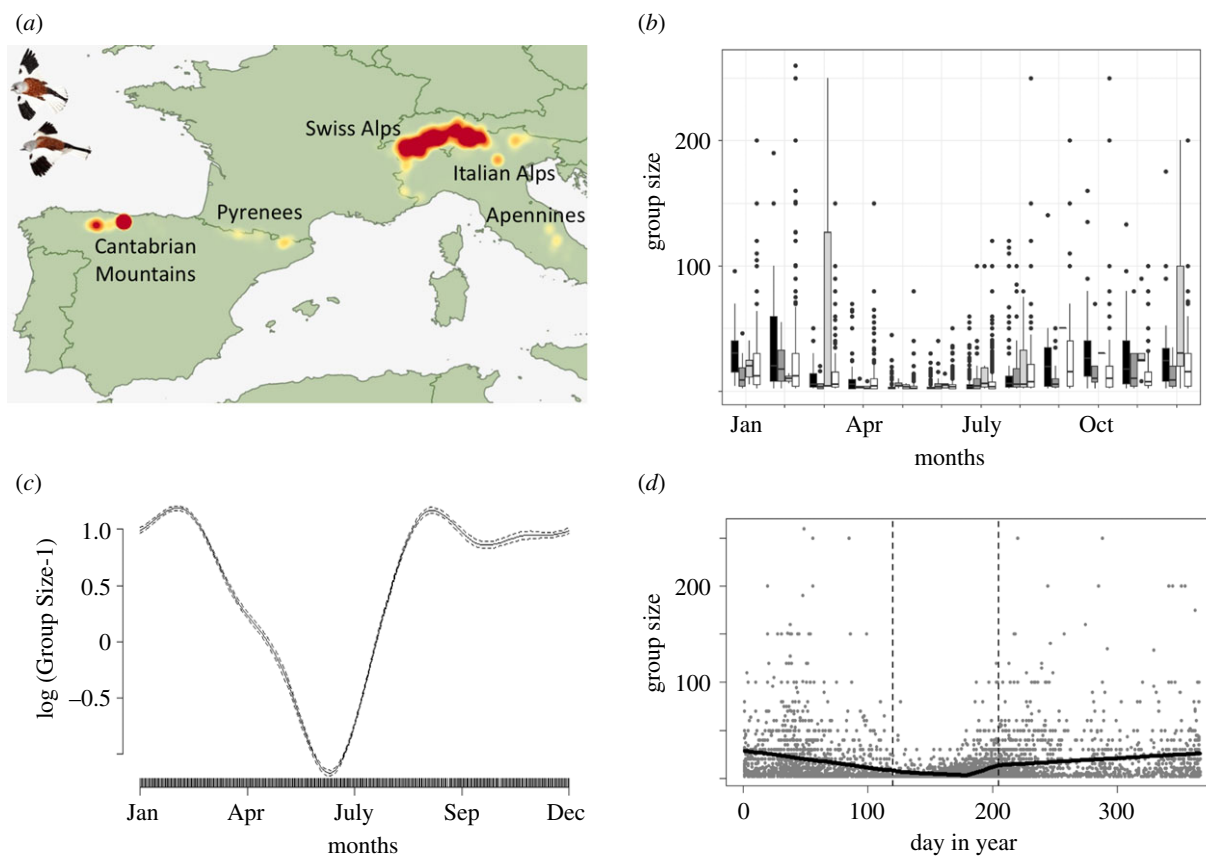 (a)
Swiss Alps
Italian Alps
Pyrenees
Apennines
Cantabrian
Mountains
(b)
group size
200
100
Jan
Apr
July
Oct
months
(c)
log (Group Size-1)
1.0
0.5
0
–0.5
Jan
Apr
July
Sep
Dec
months
(d)
group size
200
100
0
100
200
300
day in year